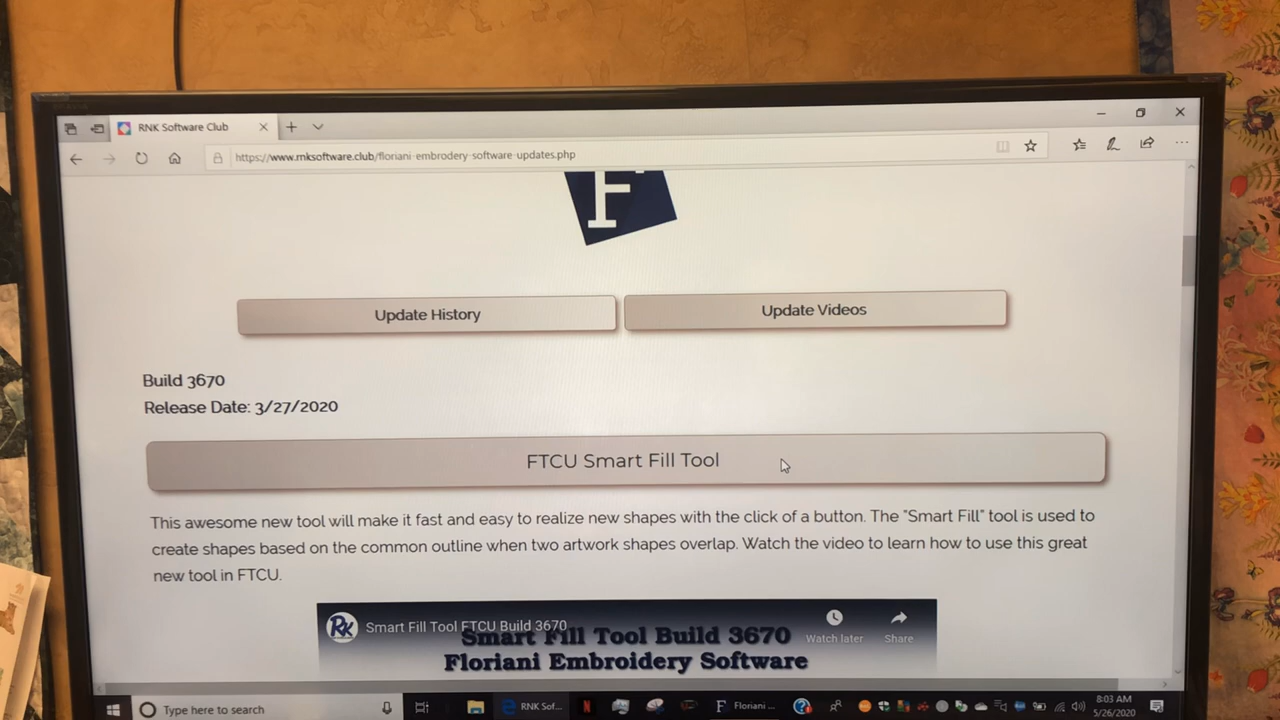 RNK Software Club
https://www.rnksoftware.club/floriani-embrodery-software-updates.php
F
Update History
Update Videos
Build 3670
Release Date: 3/27/2020
FTCU Smart Fill Tool
This awesome new tool will make it fast and easy to realize new shapes with the click of a button. The "Smart Fill" tool is used to
create shapes based on the common outline when two artwork shapes overlap. Watch the video to learn how to use this great
new tool in FTCU.
RK
Smart Fill Tool FTCU Build 3670
Watch later
Share
Smart Fill Tool Build 3670
Floriani Embroidery Software
Type here to search
RNK Sof...
N
F
Floriani ...
8:03 AM
5/26/2020